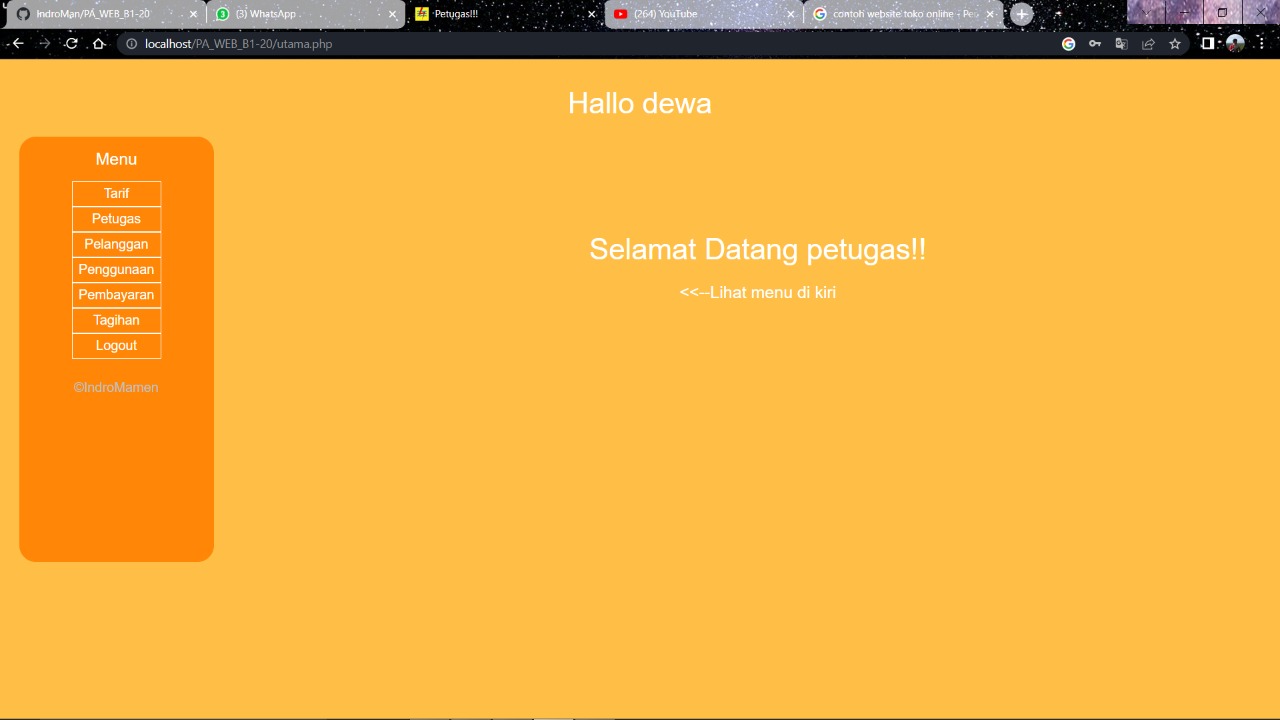 IndroMan/PA_WEB_B1-20
(3) WhatsApp
Petugas!!!
(264) YouTube
contoh website toko online - Pen
localhost/PA_WEB_B1-20/utama.php
Hallo dewa
Menu
Tarif
Petugas
Pelanggan
Penggunaan
Pembayaran
Tagihan
Logout
©IndroMamen
Selamat Datang petugas!!
<<--Lihat menu di kiri